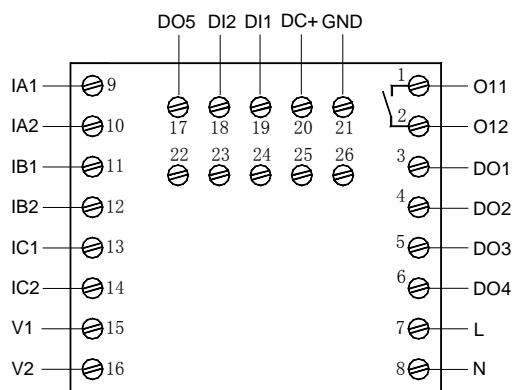 DO5 DI2 DI1 DC+ GND
IA1 9 1 O11
17 18 19 20 21
IA2 10 2 O12
22 23 24 25 26
IB1 11 3 DO1
IB2 12 4 DO2
IC1 13 5 DO3
IC2 14 6 DO4
V1 15 7 L
V2 16 8 N